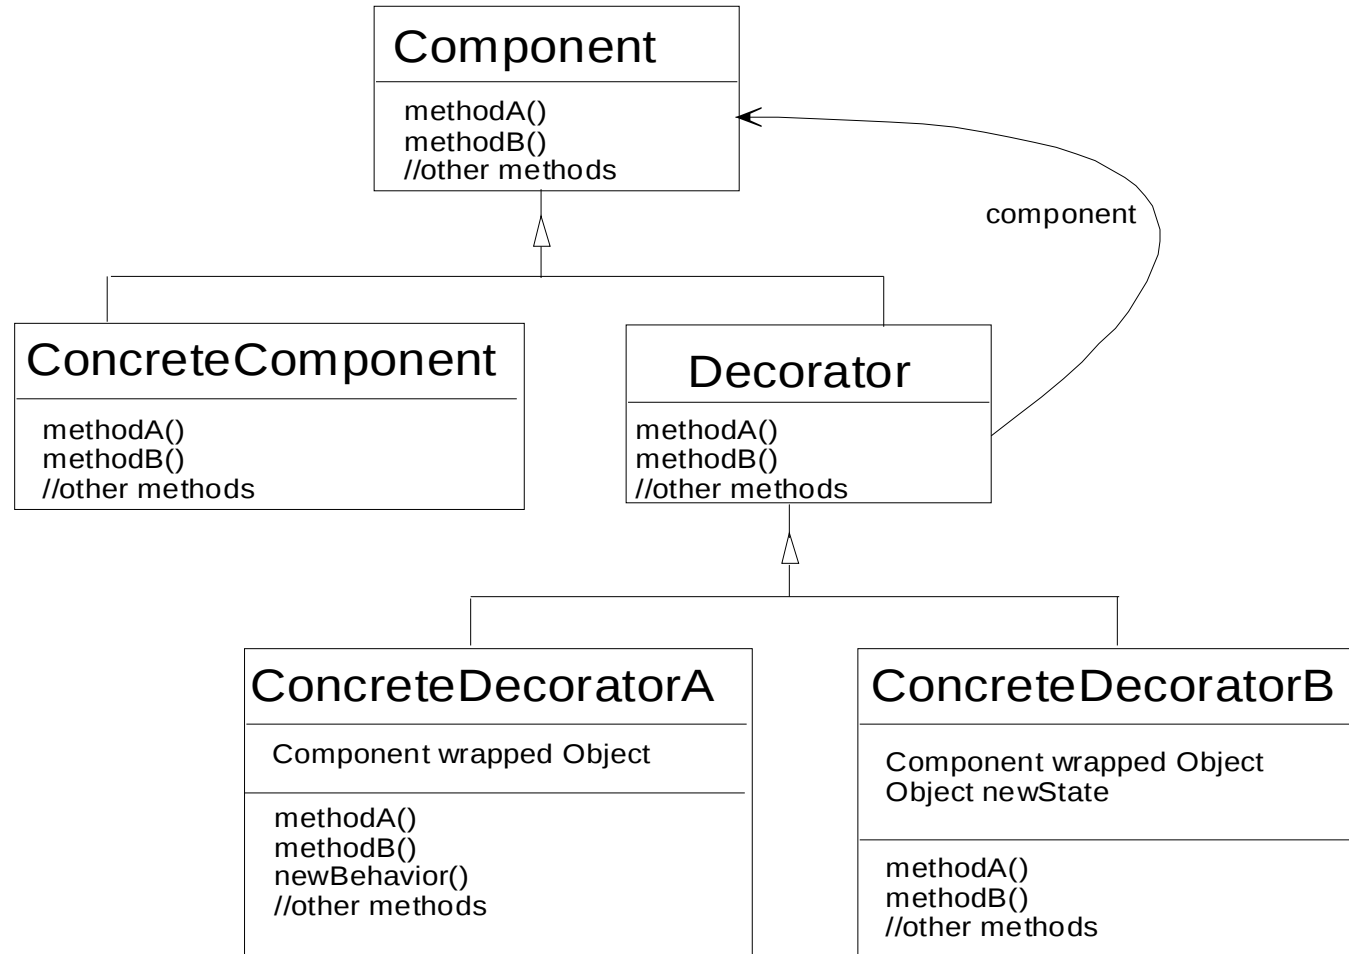 Component
methodA()
methodB()
//other methods
component
ConcreteComponent
methodA()
methodB()
//other methods
Decorator
methodA()
methodB()
//other methods
ConcreteDecoratorA
Component wrapped Object
methodA()
methodB()
newBehavior()
//other methods
ConcreteDecoratorB
Component wrapped Object
Object newState
methodA()
methodB()
//other methods